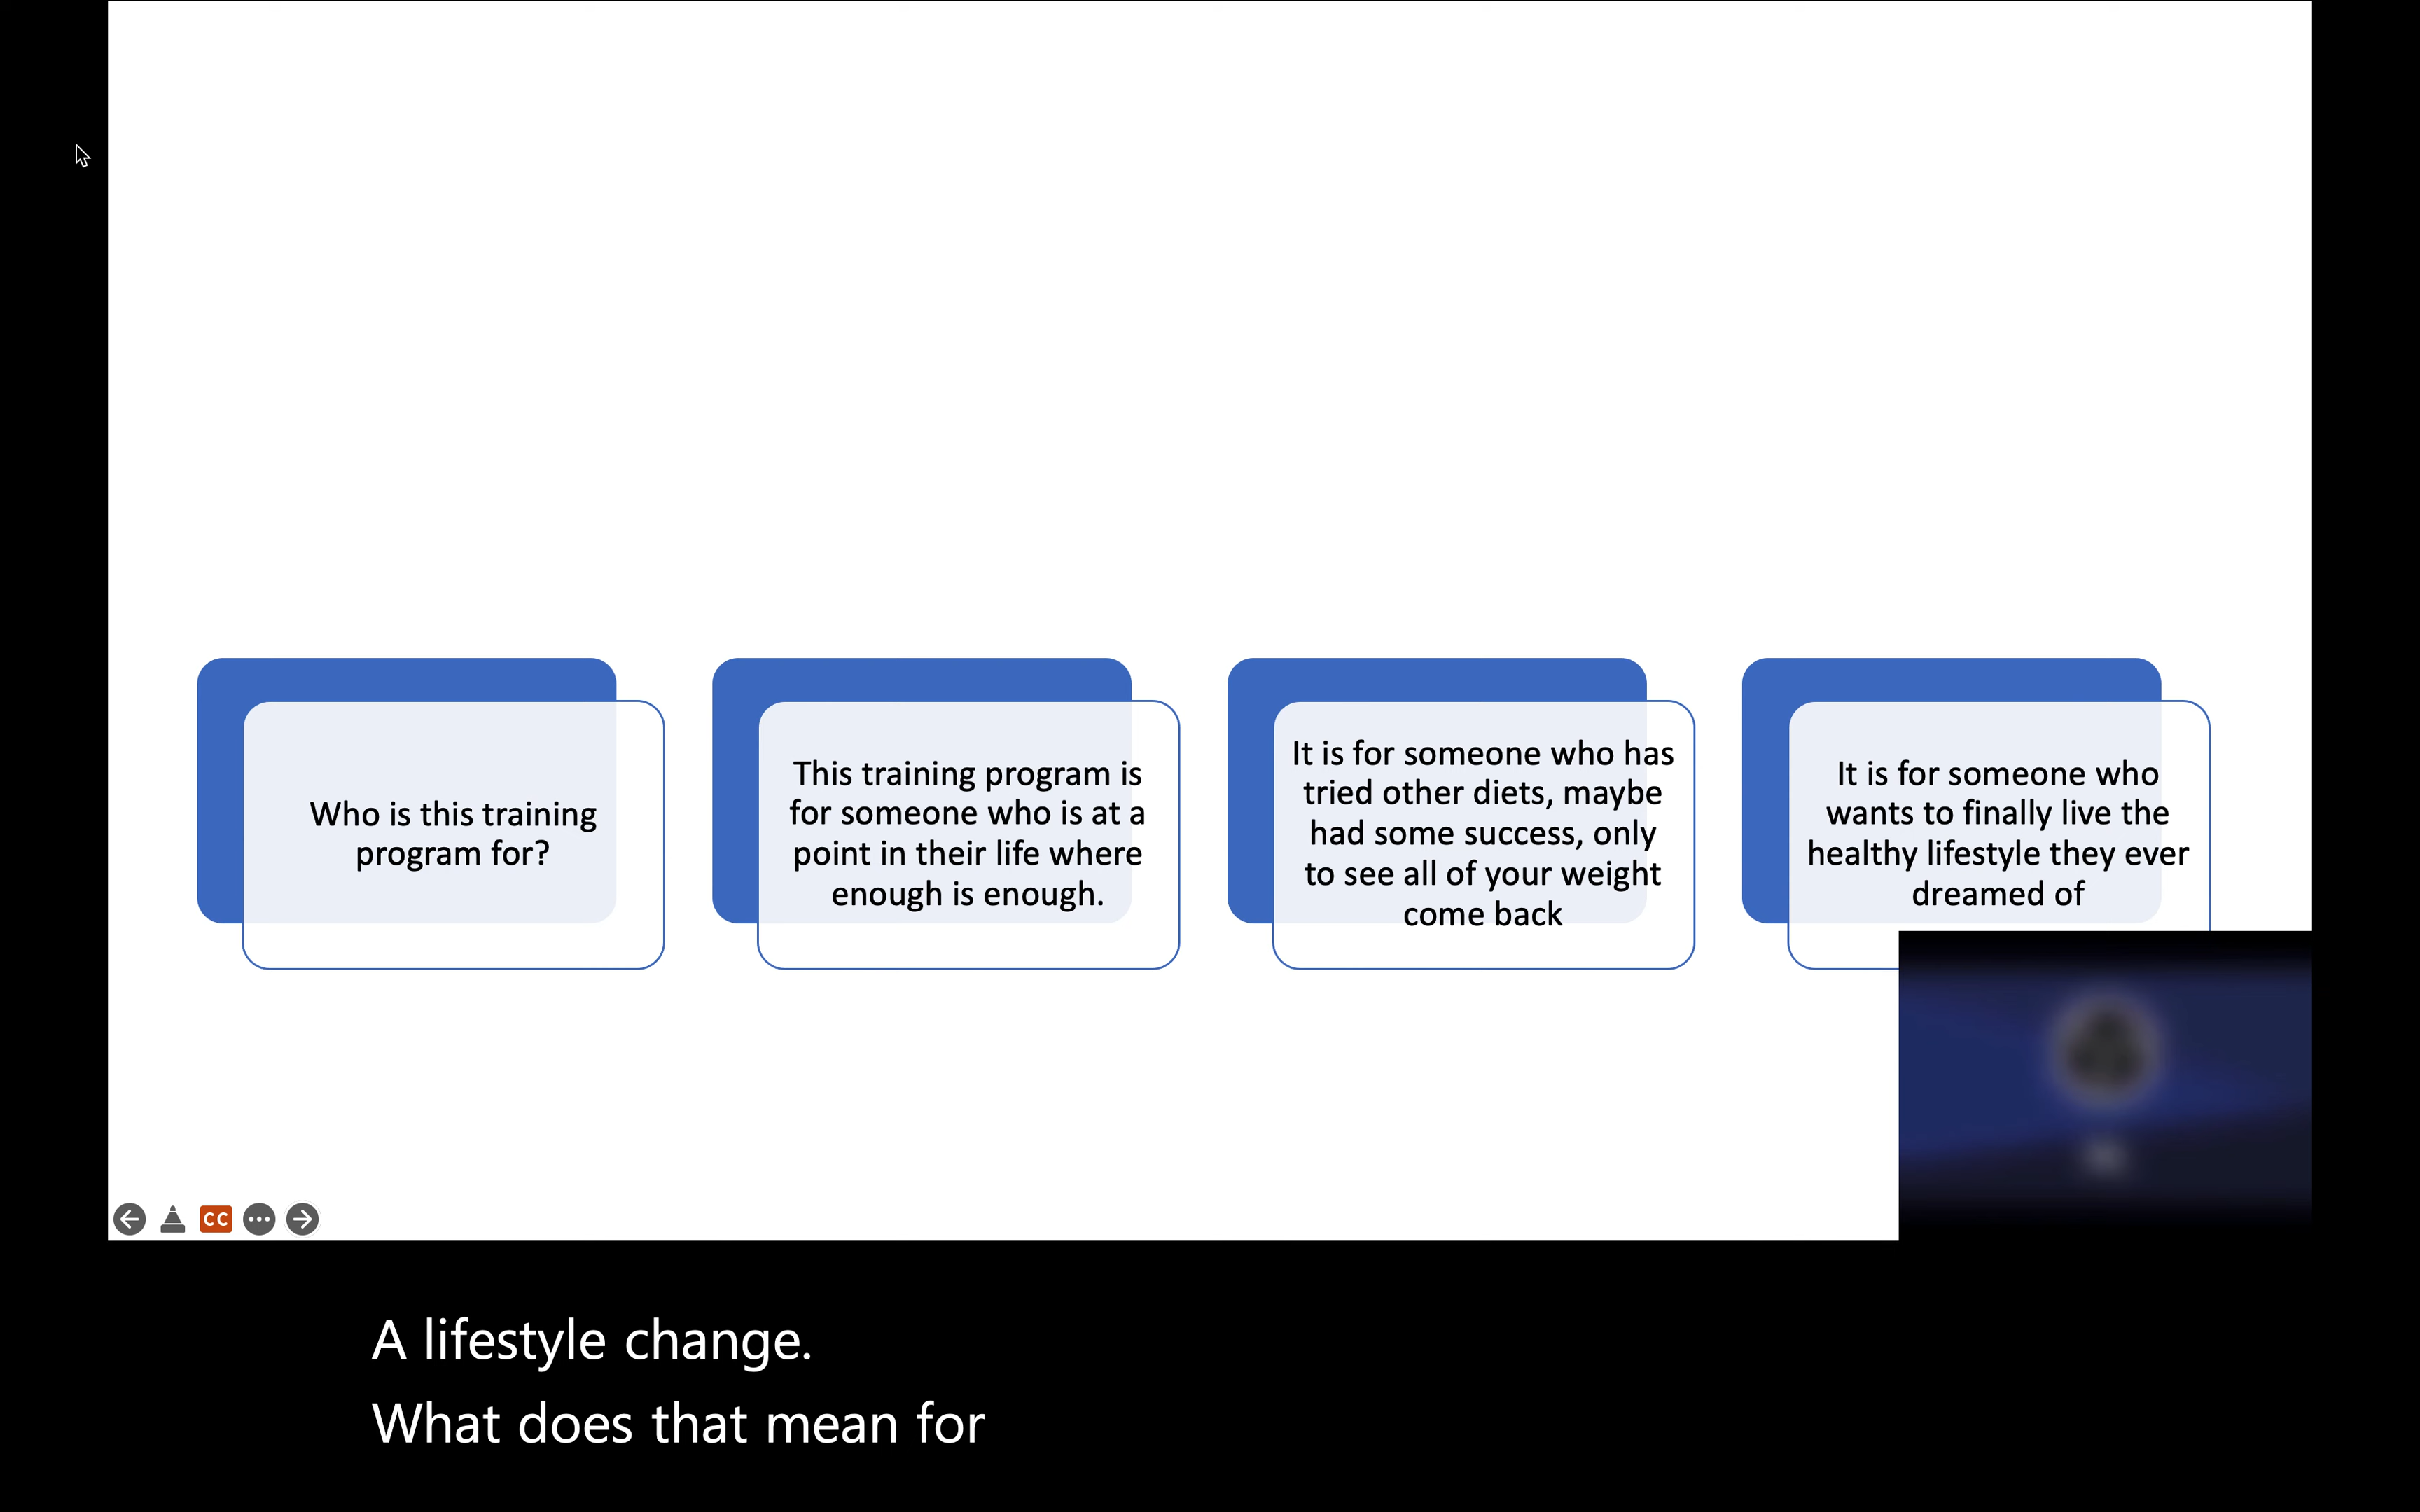 Who is this training
program for?
This training program is
for someone who is at a
point in their life where
enough is enough.
It is for someone who has
tried other diets, maybe
had some success, only
to see all of your weight
come back
It is for someone who
wants to finally live the
healthy lifestyle they ever
dreamed of
CC
A lifestyle change.
What does that mean for